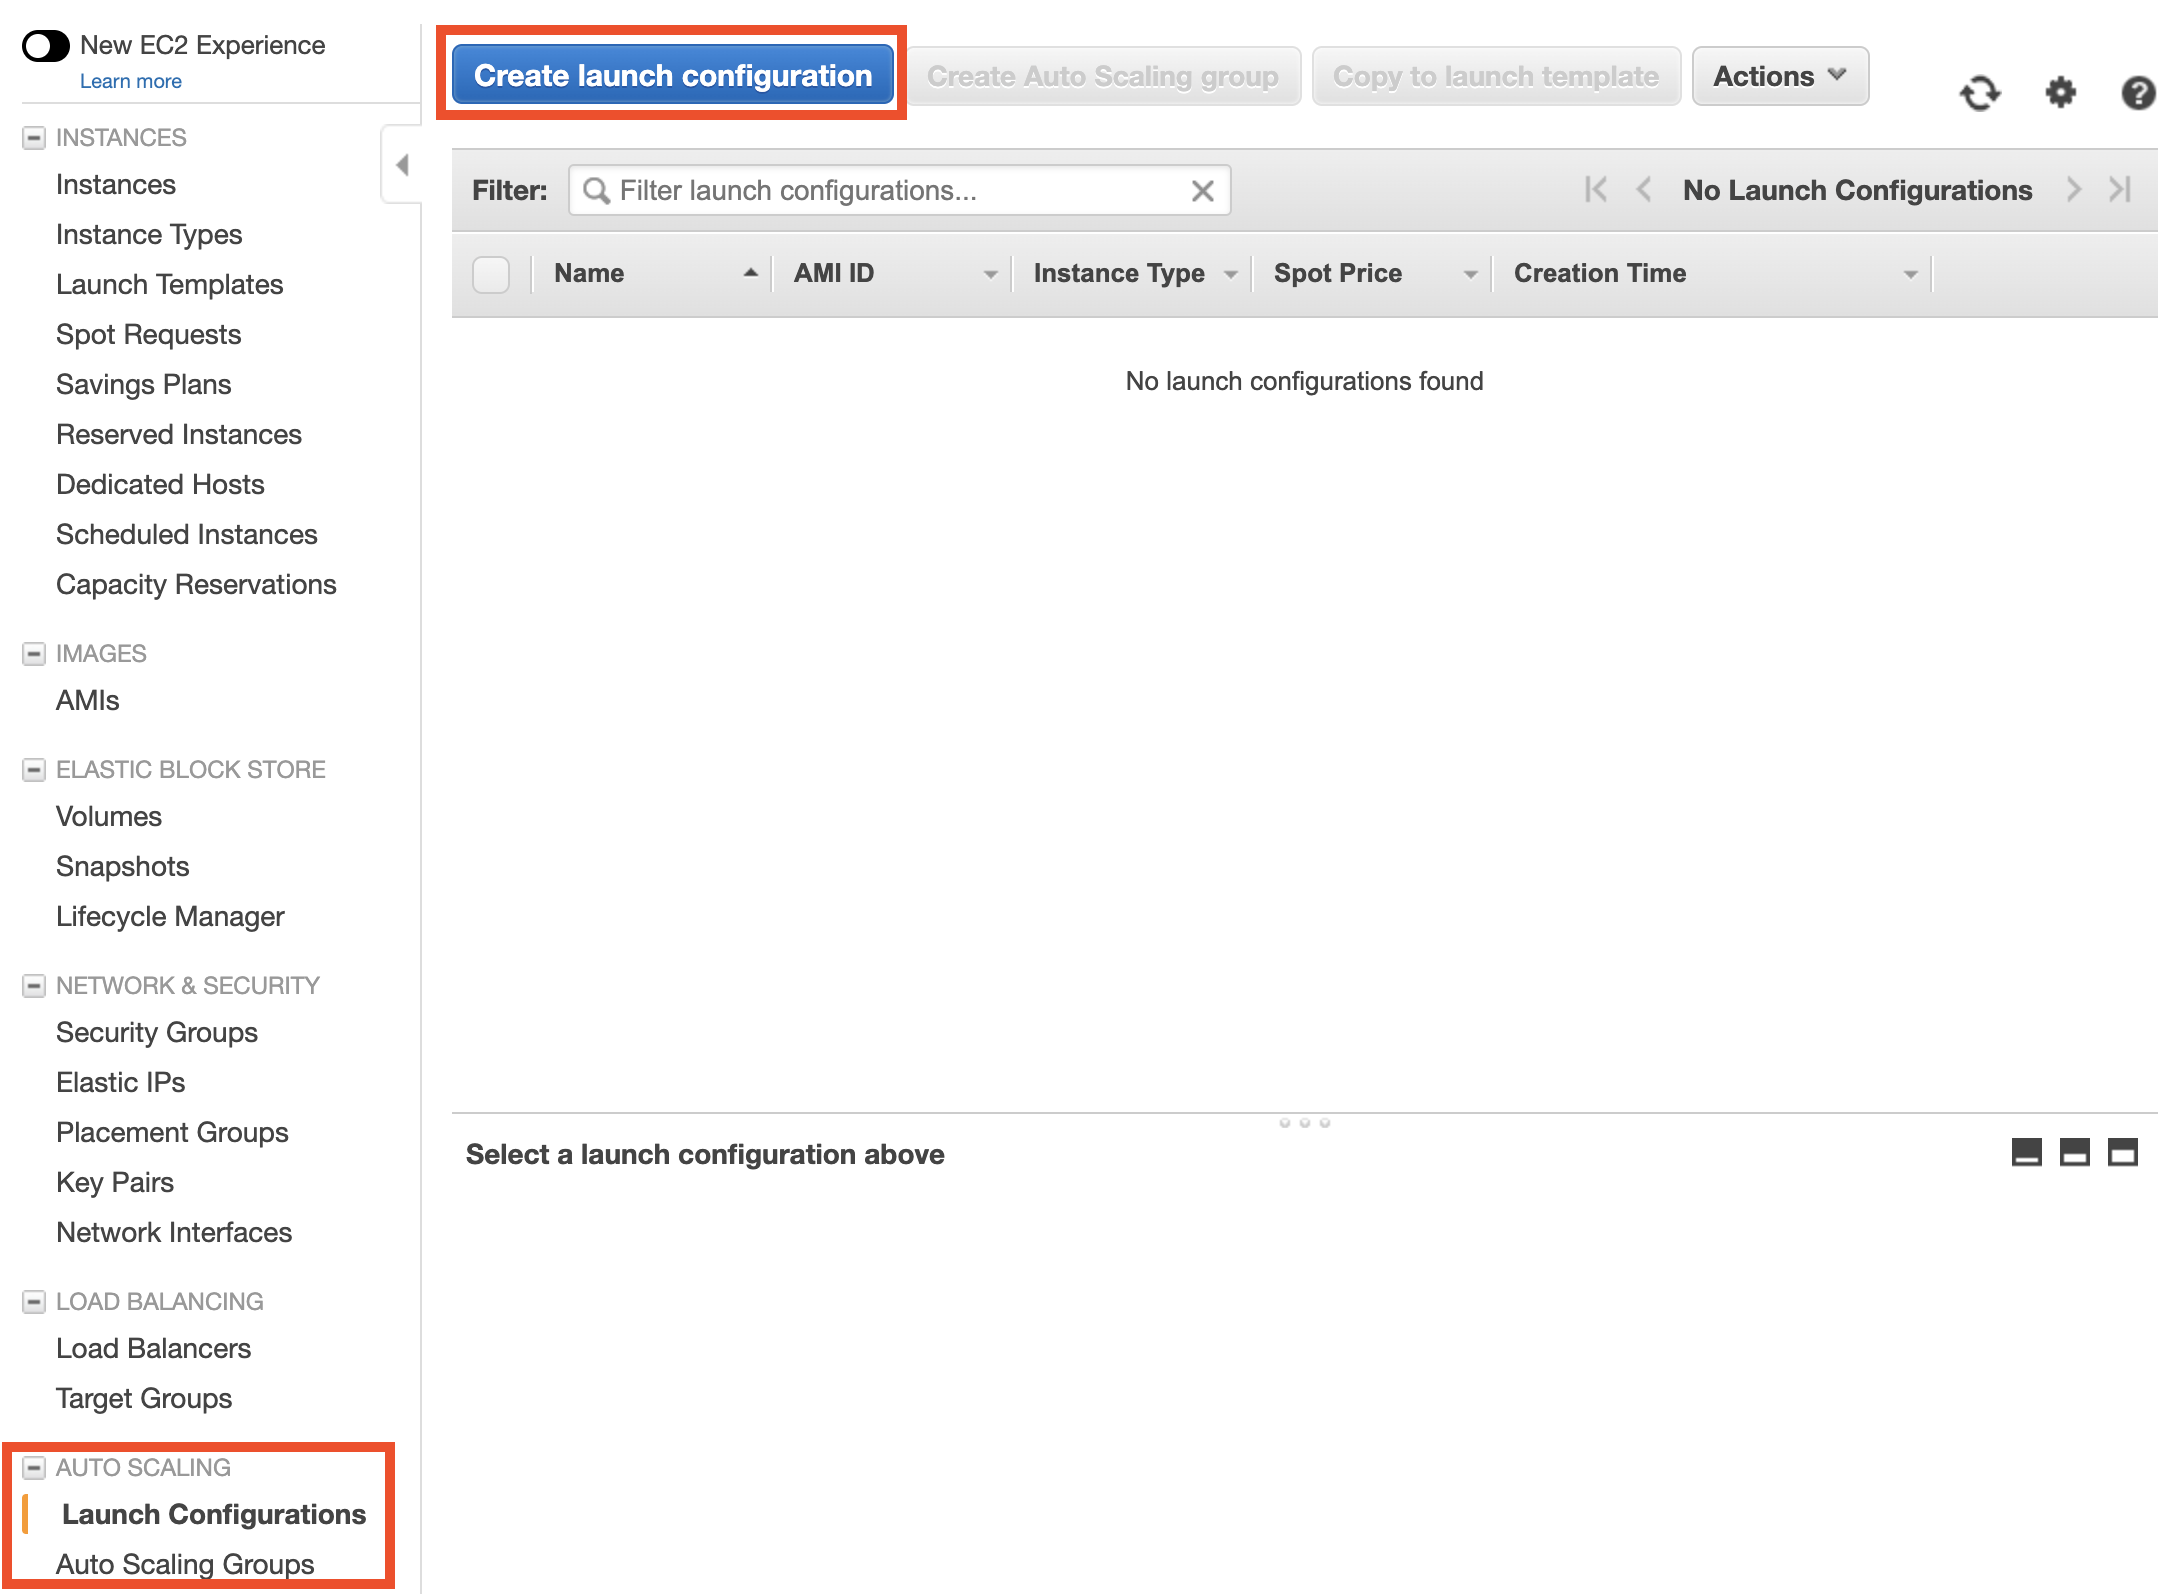 New EC2 Experience
Learn more
INSTANCES
Instances
Instance Types
Launch Templates
Spot Requests
Savings Plans
Reserved Instances
Dedicated Hosts
Scheduled Instances
Capacity Reservations
IMAGES
AMIs
ELASTIC BLOCK STORE
Volumes
Snapshots
Lifecycle Manager
NETWORK & SECURITY
Security Groups
Elastic IPs
Placement Groups
Key Pairs
Network Interfaces
LOAD BALANCING
Load Balancers
Target Groups
AUTO SCALING
Launch Configurations
Auto Scaling Groups
Create launch configuration Create Auto Scaling group Copy to launch template Actions
Filter: Filter launch configurations... No Launch Configurations
Name AMI ID Instance Type Spot Price Creation Time
No launch configurations found
Select a launch configuration above